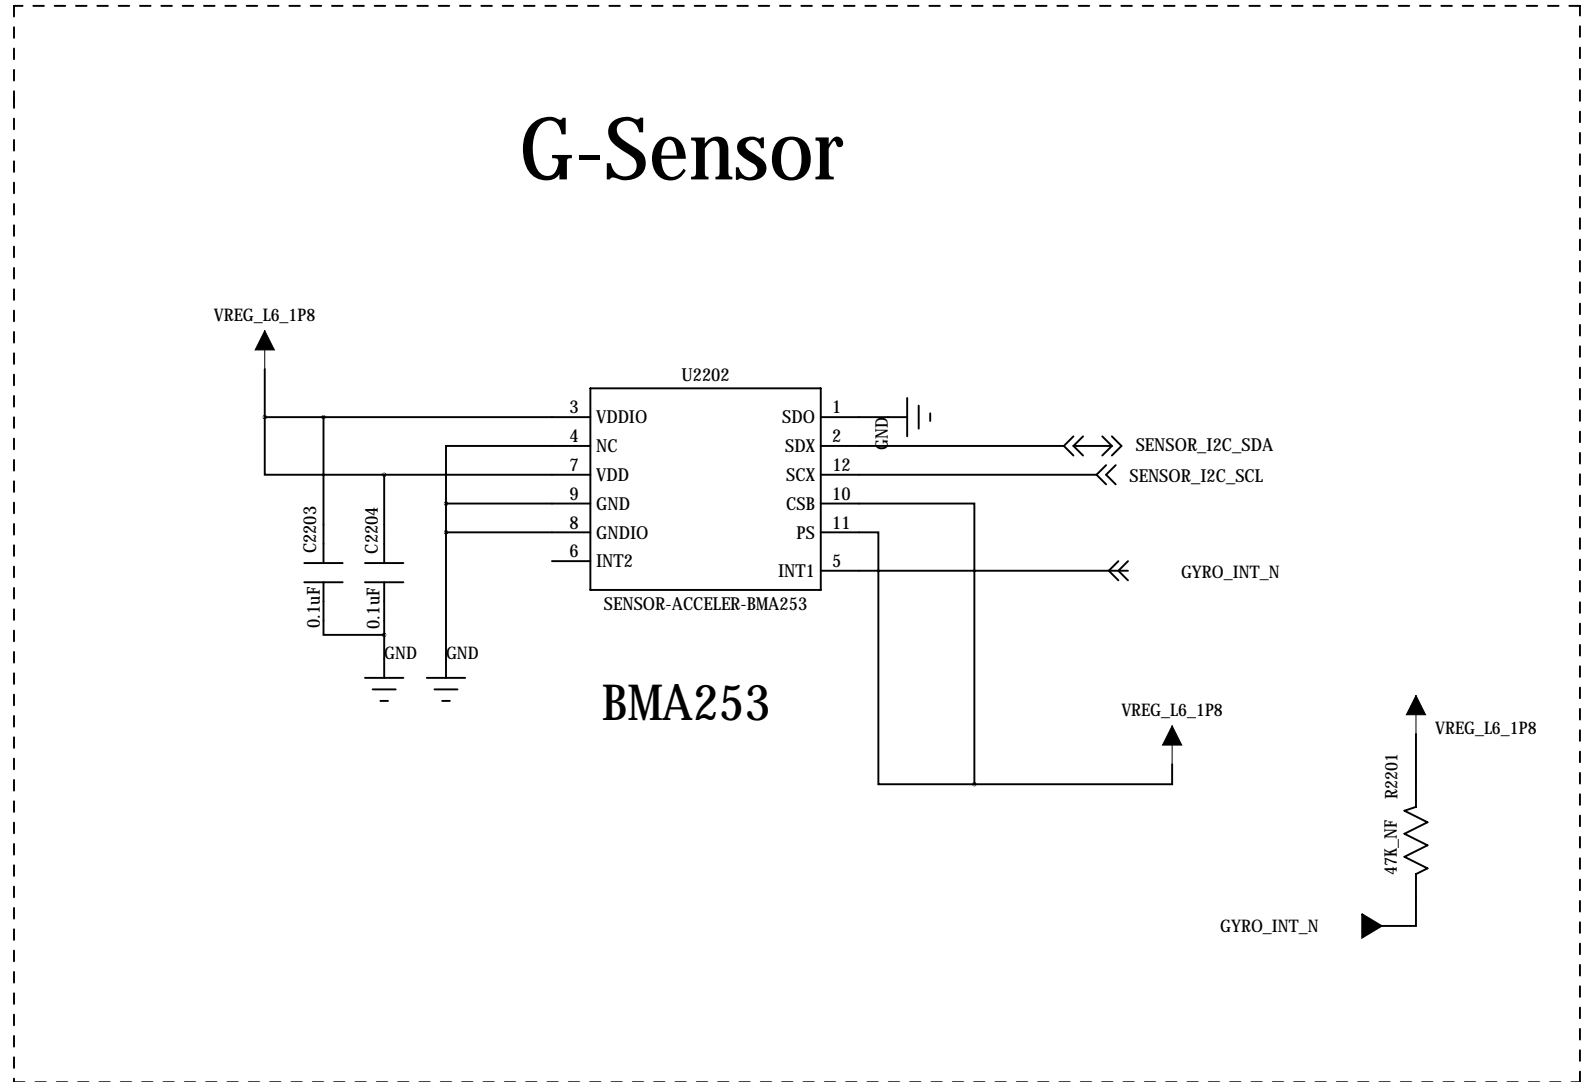 G-Sensor
VREG_L6_1P8
U2202
3 VDDIO SDO 1
GND
4 NC SDX 2 SENSOR_I2C_SDA
7 VDD SCX 12 SENSOR_I2C_SCL
9 GND CSB 10
8 GNDIO PS 11
6 INT2
INT1 5 GYRO_INT_N
C2203
C2204
0.1uF
0.1uF
SENSOR-ACCELER-BMA253
GND GND
BMA253
VREG_L6_1P8
VREG_L6_1P8
R2201
47K_NF
GYRO_INT_N